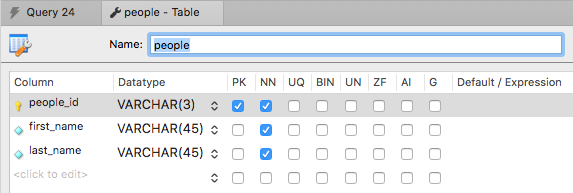 Query 24 people - Table
Name: people
Column Datatype PK NN UQ BIN UN ZF AI G Default / Expression
people_id VARCHAR(3)
first_name VARCHAR(45)
last_name VARCHAR(45)
<click to edit>